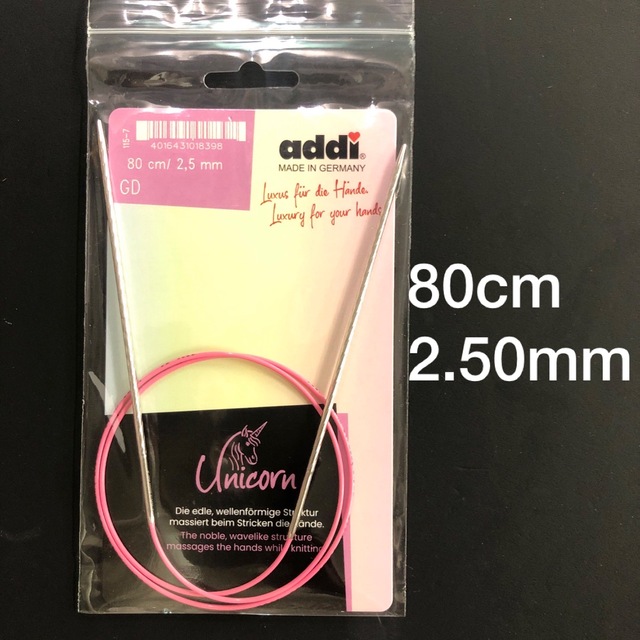 115-7
4016431018398
80 cm/ 2,5 mm
GD
addi®
MADE IN GERMANY
Luxus für die Hände.
Luxury for your hands
80cm
2.50mm
Unicorn
Die edle, wellenförmige Struktur
massiert beim Stricken die Hände.
The noble, wavelike structure
massages the hands while knitting